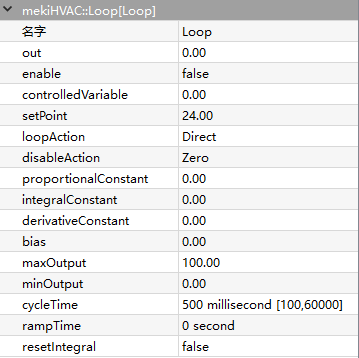 mekiHVAC::Loop[Loop]
名字 Loop
out 0.00
enable false
controlledVariable 0.00
setPoint 24.00
loopAction Direct
disableAction Zero
proportionalConstant 0.00
integralConstant 0.00
derivativeConstant 0.00
bias 0.00
maxOutput 100.00
minOutput 0.00
cycleTime 500 millisecond [100,60000]
rampTime 0 second
resetIntegral false